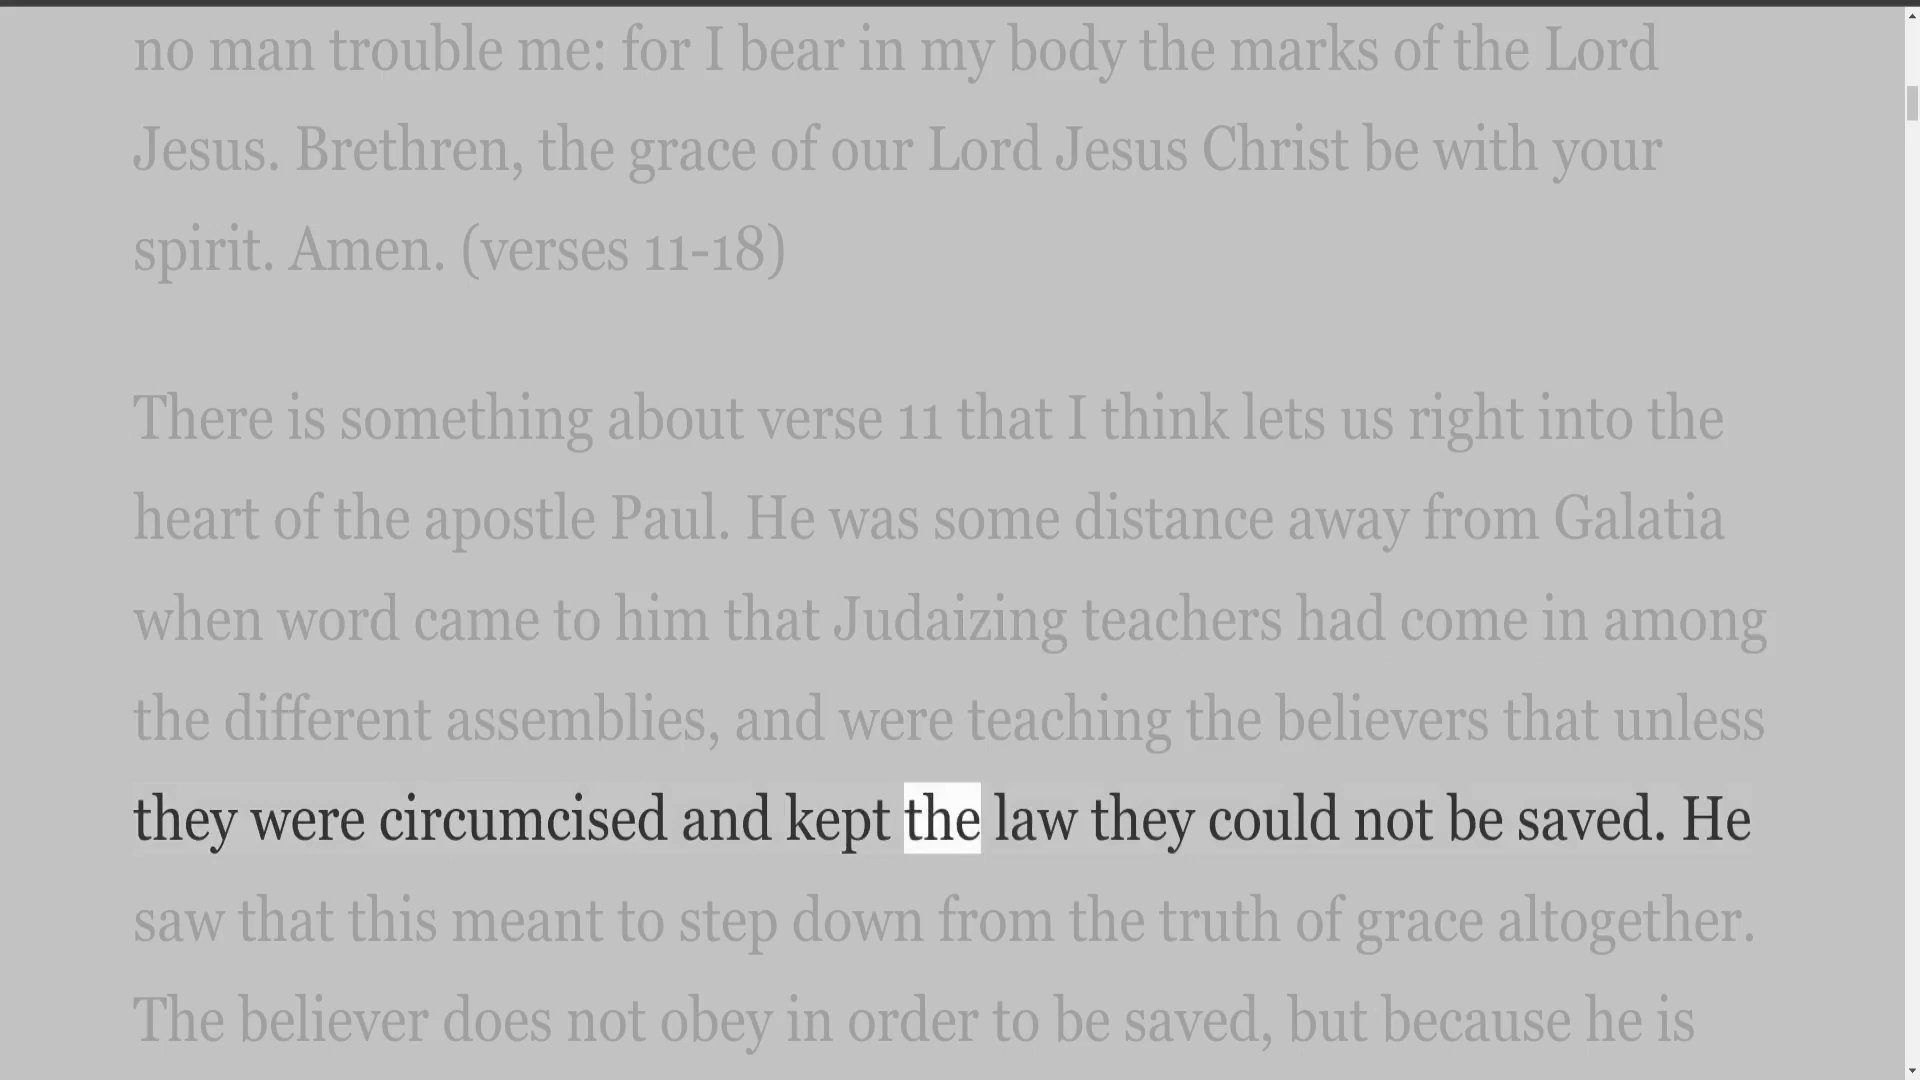 no man trouble me: for I bear in my body the marks of the Lord
Jesus. Brethren, the grace of our Lord Jesus Christ be with your
spirit. Amen. (verses 11-18)
There is something about verse 11 that I think lets us right into the
heart of the apostle Paul. He was some distance away from Galatia
when word came to him that Judaizing teachers had come in among
the different assemblies, and were teaching the believers that unless
they were circumcised and kept the law they could not be saved. He
saw that this meant to step down from the truth of grace altogether.
The believer does not obey in order to be saved, but because he is